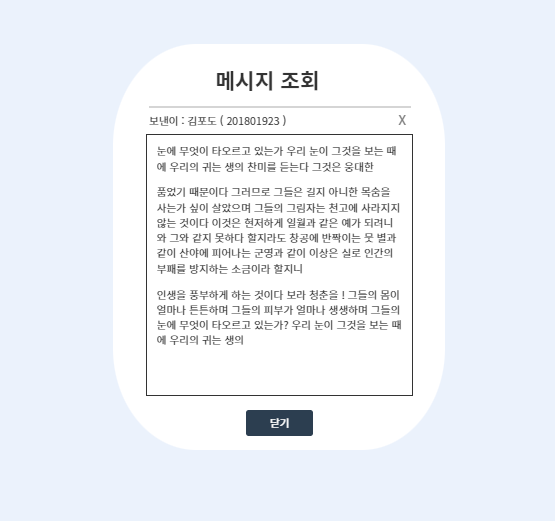 메시지 조회
보낸이 : 김포도 ( 201801923 ) X
눈에 무엇이 타오르고 있는가 우리 눈이 그것을 보는 때
에 우리의 귀는 생의 찬미를 듣는다 그것은 웅대한
품었기 때문이다 그러므로 그들은 길지 아니한 목숨을
사는가 싶이 살았으며 그들의 그림자는 천고에 사라지지
않는 것이다 이것은 현저하게 일월과 같은 예가 되려니
와 그와 같지 못하다 할지라도 창공에 반짝이는 뭇 별과
같이 산야에 피어나는 군영과 같이 이상은 실로 인간의
부패를 방지하는 소금이라 할지니
인생을 풍부하게 하는 것이다 보라 청춘을 ! 그들의 몸이
얼마나 튼튼하며 그들의 피부가 얼마나 생생하며 그들의
눈에 무엇이 타오르고 있는가? 우리 눈이 그것을 보는 때
에 우리의 귀는 생의
닫기